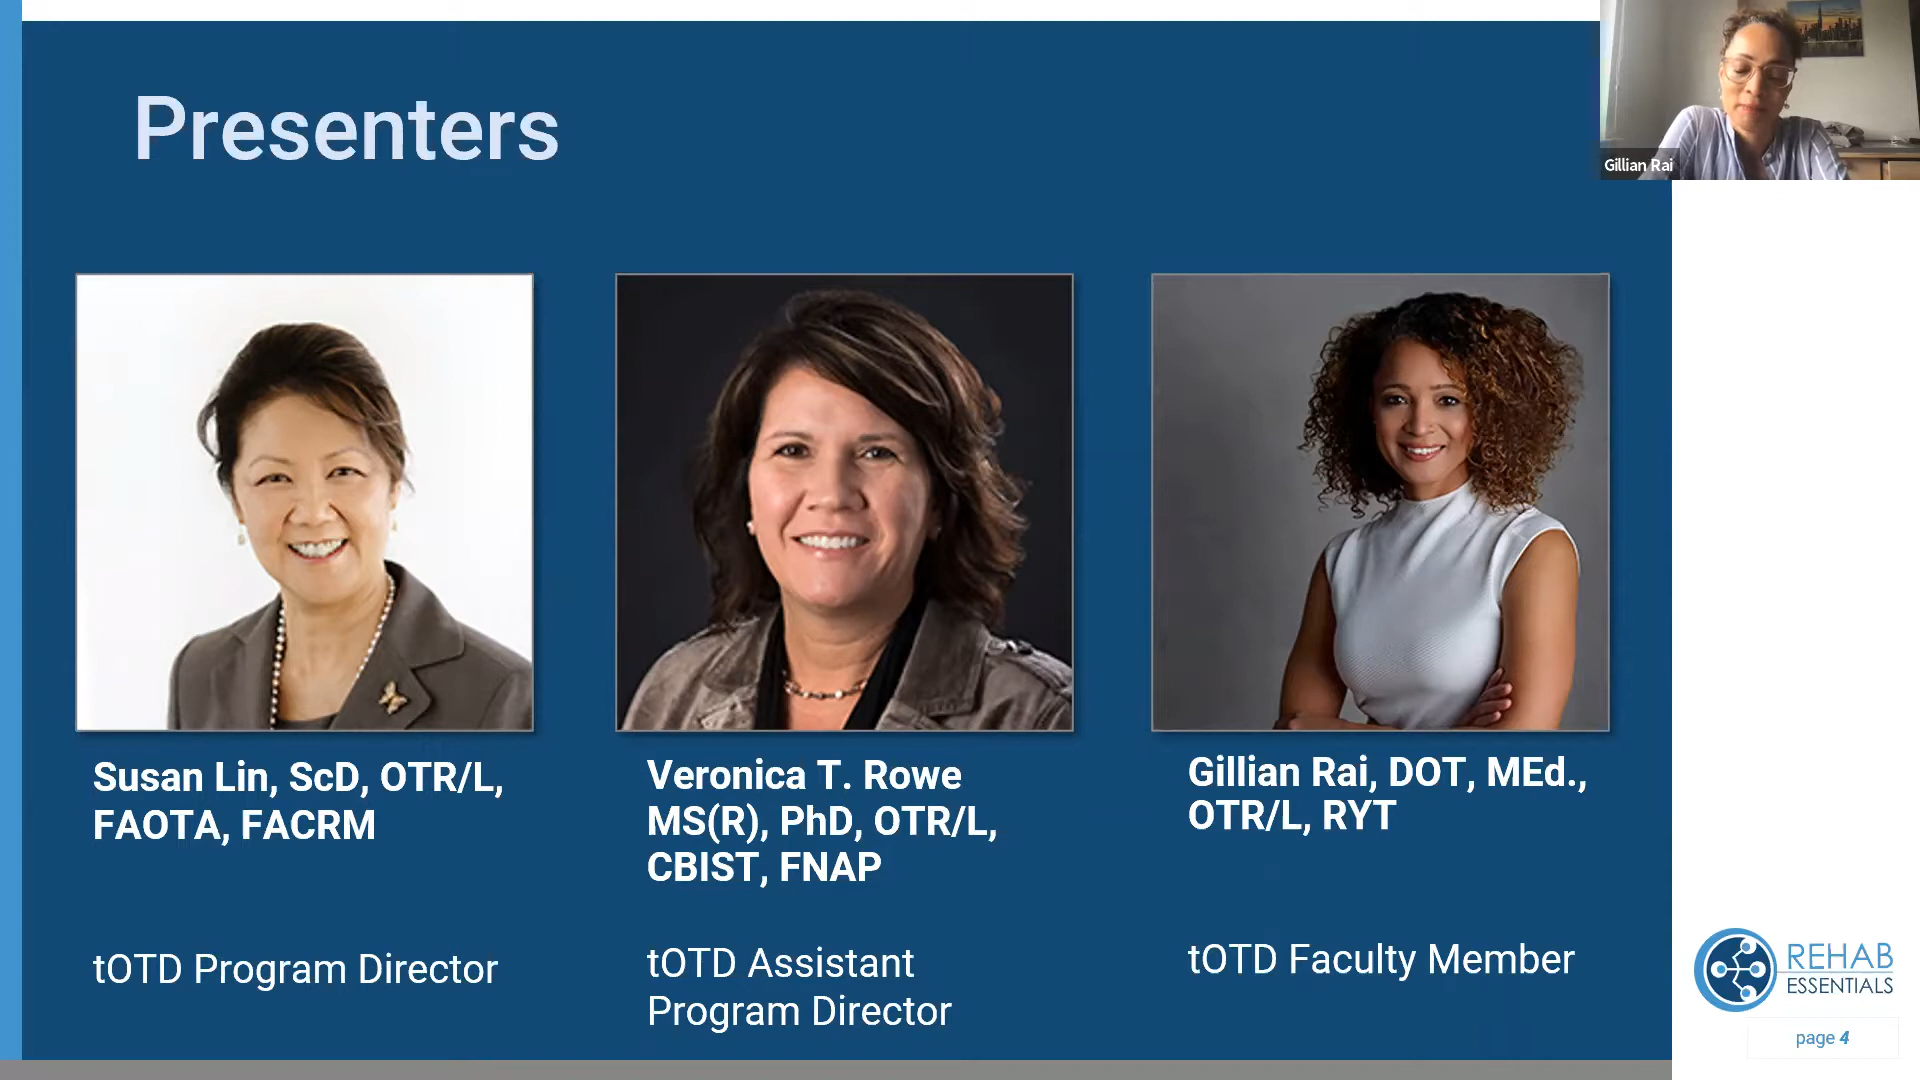 Presenters
Gillian Rai
Susan Lin, ScD, OTR/L,
FAOTA, FACRM
tOTD Program Director
Veronica T. Rowe
MS(R), PhD, OTR/L,
CBIST, FNAP
tOTD Assistant
Program Director
Gillian Rai, DOT, MEd.,
OTR/L, RYT
tOTD Faculty Member
REHAB
ESSENTIALS
page 4